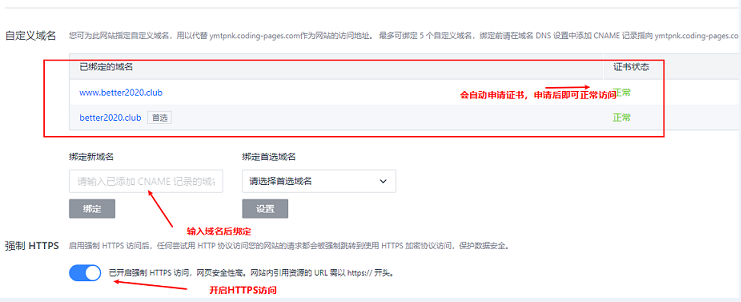 自定义域名 您可为此网站指定自定义域名，用以代替 ymtpnk.coding-pages.com作为网站的访问地址。 最多可绑定 5 个自定义域名，绑定前请在域名 DNS 设置中添加 CNAME 记录指向 ymtpnk.coding-pages.co
已绑定的域名 证书状态
www.better2020.club 会自动申请证书，申请后即可正常访问 正常
better2020.club 首选 正常
绑定新域名 绑定首选域名
请输入已添加 CNAME 记录的域名 请选择首选域名
绑定 设置
输入域名后绑定
强制 HTTPS 启用强制 HTTPS 访问后，任何尝试用 HTTP 协议访问您的网站的请求都会被强制跳转到使用 HTTPS 加密协议访问，保护数据安全。
已开启强制 HTTPS 访问，网页安全性高。网站内引用资源的 URL 需以 https:// 开头。
开启HTTPS访问